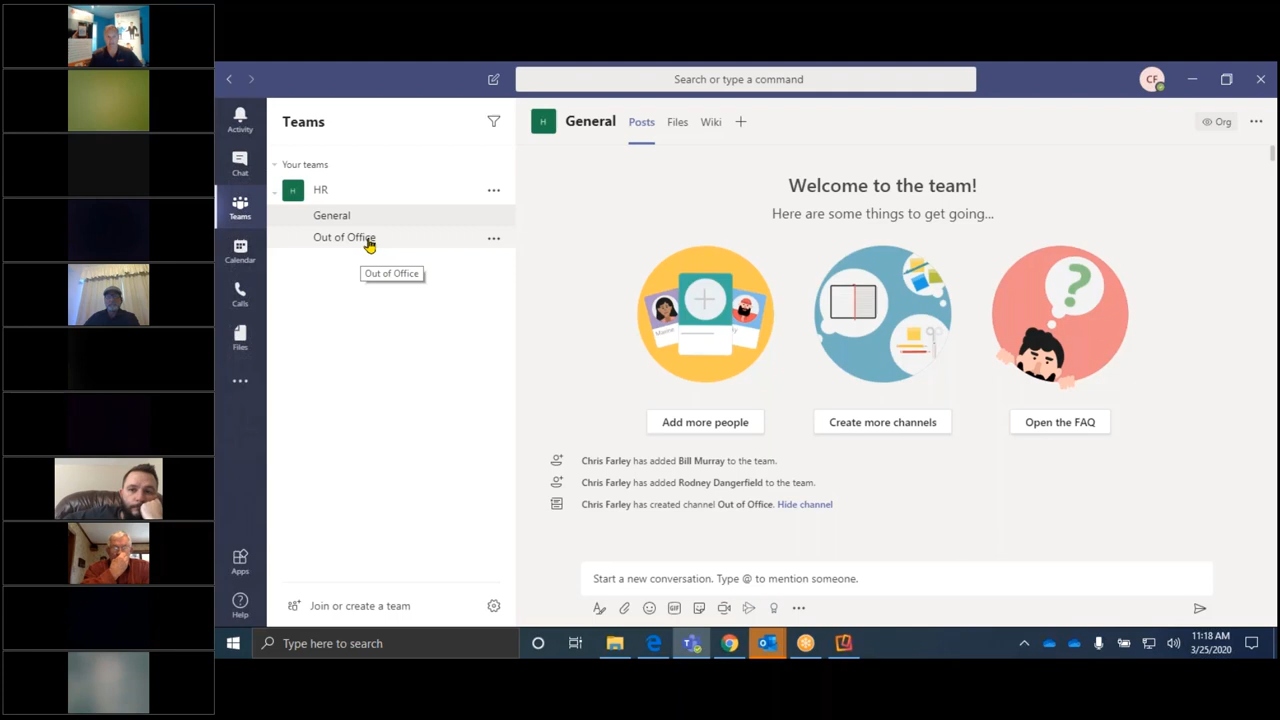 Search or type a command
CF
Activity
Chat
Teams
Calendar
Calls
Files
Apps
Help
Teams
Your teams
H
HR
General
Out of Office
Out of Office
Join or create a team
H
General
Posts
Files
Wiki
Org
Welcome to the team!
Here are some things to get going...
Add more people
Create more channels
Open the FAQ
Chris Farley has added Bill Murray to the team.
Chris Farley has added Rodney Dangerfield to the team.
Chris Farley has created channel Out of Office. Hide channel
Start a new conversation. Type @ to mention someone.
GIF
Type here to search
11:18 AM
3/25/2020